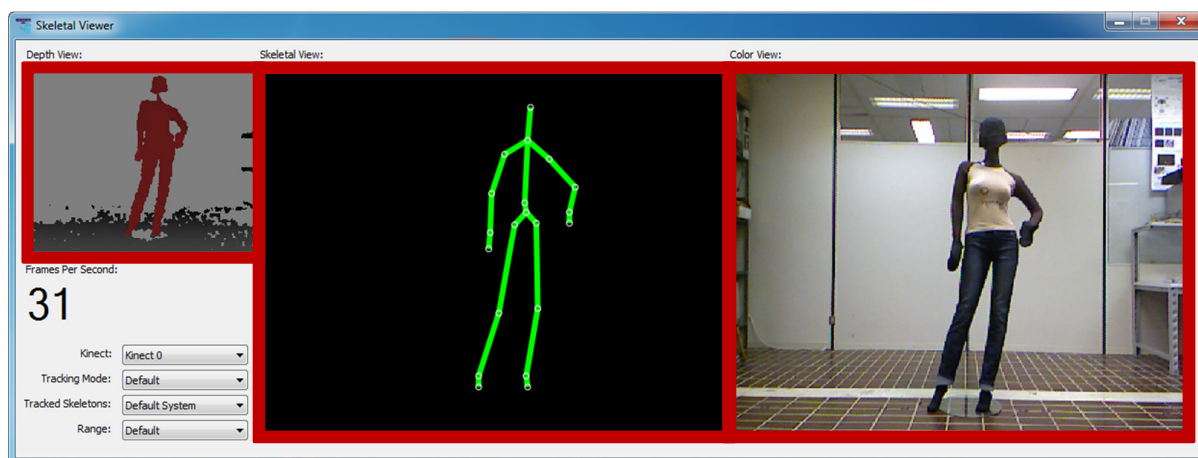 Skeletal Viewer
Depth View:
Skeletal View:
Color View:
Frames Per Second:
31
Kinect:
Kinect 0
Tracking Mode:
Default
Tracked Skeletons:
Default System
Range:
Default